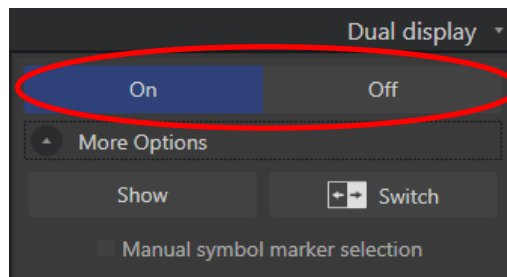 Dual display
On Off
More Options
Show Switch
Manual symbol marker selection